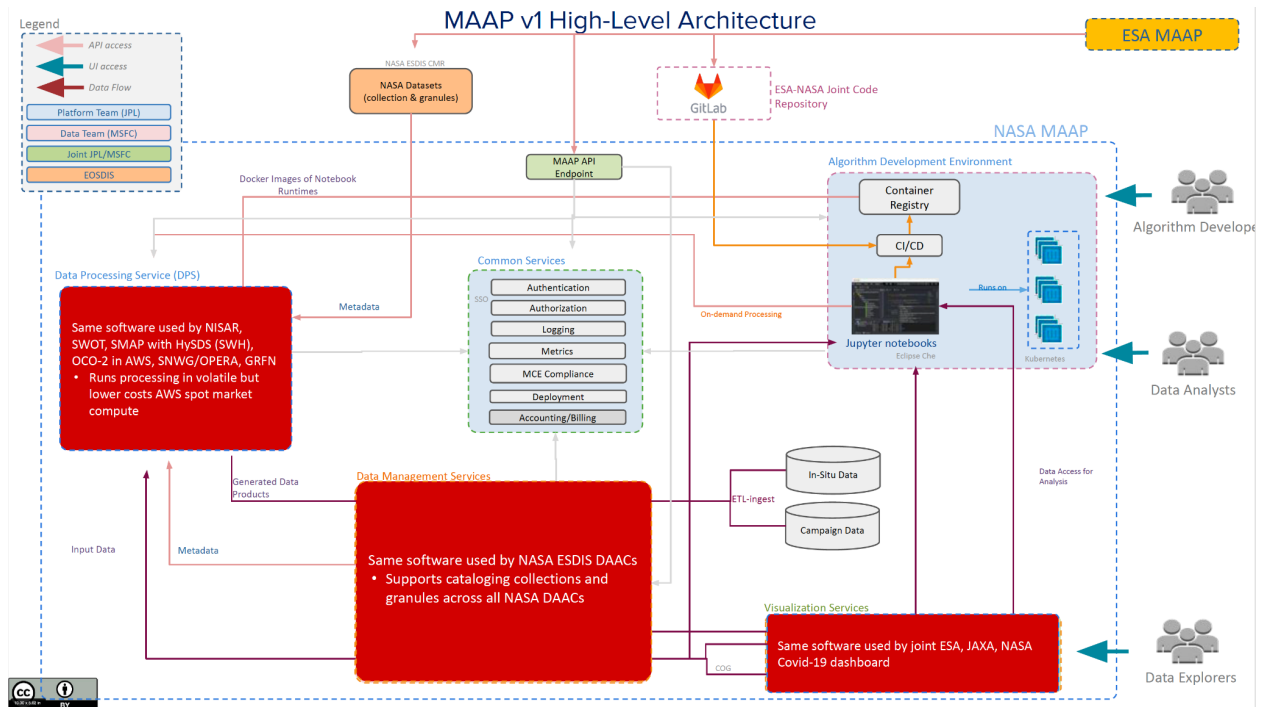 MAAP v1 High-Level Architecture
Legend
API access
UI access
Data Flow
Platform Team (JPL)
Data Team (MSFC)
Joint JPL/MSFC
EOSDIS
ESA MAAP
NASA ESDIS CMR
NASA Datasets
(collection & granules)
GitLab
ESA-NASA Joint Code
Repository
NASA MAAP
MAAP API
Endpoint
Algorithm Development Environment
Docker Images of Notebook
Runtimes
Container
Registry
CI/CD
Runs on
Jupyter notebooks
Eclipse Che
Kubernetes
Algorithm Develope
Data Processing Service (DPS)
Same software used by NISAR,
SWOT, SMAP with HySDS (SWH),
OCO-2 in AWS, SNWG/OPERA, GRFN
• Runs processing in volatile but
lower costs AWS spot market
compute
Metadata
Common Services
SSO
Authentication
Authorization
Logging
Metrics
MCE Compliance
Deployment
Accounting/Billing
On-demand Processing
Data Analysts
Generated Data
Products
Data Management Services
Same software used by NASA ESDIS DAACs
• Supports cataloging collections and
granules across all NASA DAACs
ETL-ingest
In-Situ Data
Campaign Data
Data Access for
Analysis
Input Data
Metadata
COG
Visualization Services
Same software used by joint ESA, JAXA, NASA
Covid-19 dashboard
Data Explorers
cc
BY